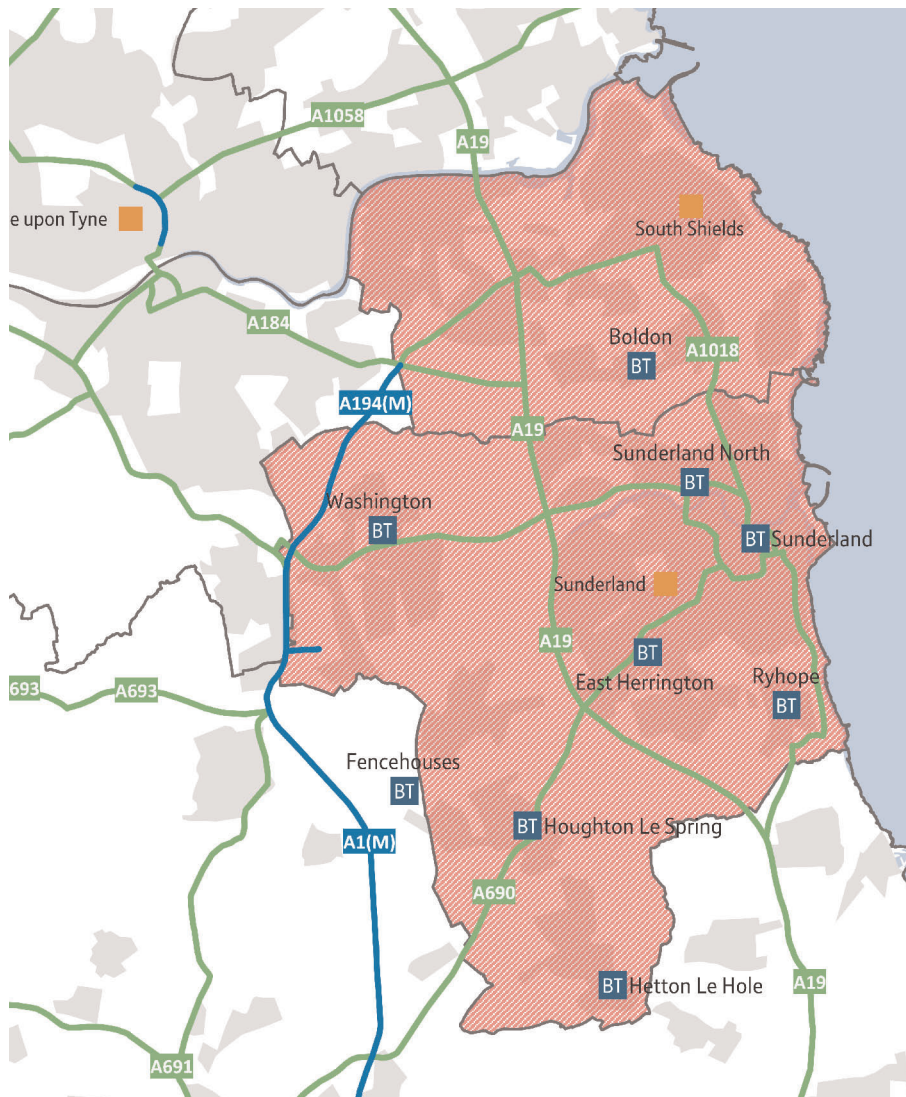 A1058
A19
e upon Tyne
South Shields
A184
Boldon
BT
A1018
A194(M)
A19
Sunderland North
BT
Washington
BT
BT Sunderland
Sunderland
A19
BT
East Herrington
Ryhope
BT
693
A693
Fencehouses
BT
A1(M)
BT Houghton Le Spring
A690
BT Hetton Le Hole
A19
A691